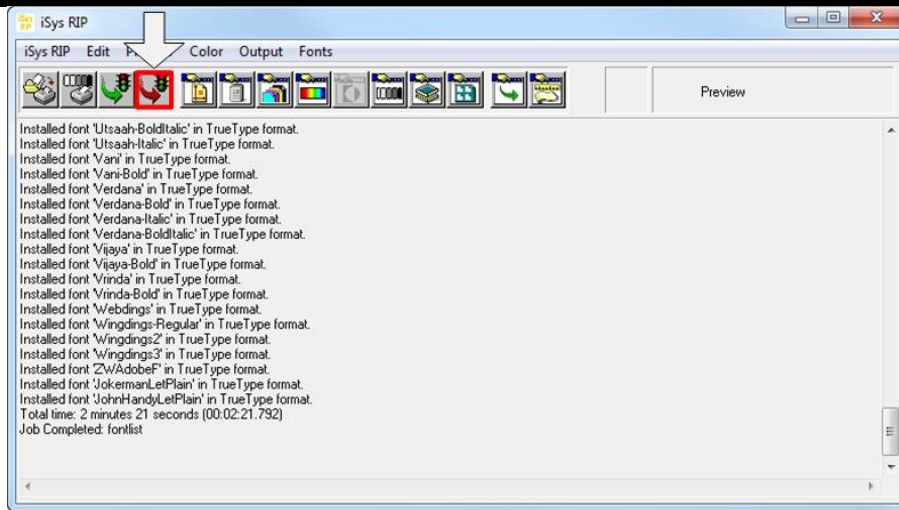 iSys RIP
iSys RIP Edit Color Output Fonts
Preview
Installed font 'Utsaah-BoldItalic' in TrueType format.
Installed font 'Utsaah-Italic' in TrueType format.
Installed font 'Vani' in TrueType format.
Installed font 'Vani-Bold' in TrueType format.
Installed font 'Verdana' in TrueType format.
Installed font 'Verdana-Bold' in TrueType format.
Installed font 'Verdana-Italic' in TrueType format.
Installed font 'Verdana-BoldItalic' in TrueType format.
Installed font 'Vijaya' in TrueType format.
Installed font 'Vijaya-Bold' in TrueType format.
Installed font 'Vrinda' in TrueType format.
Installed font 'Vrinda-Bold' in TrueType format.
Installed font 'Webdings' in TrueType format.
Installed font 'Wingdings-Regular' in TrueType format.
Installed font 'Wingdings2' in TrueType format.
Installed font 'Wingdings3' in TrueType format.
Installed font 'ZWAdobeF' in TrueType format.
Installed font 'JokermanLetPlain' in TrueType format.
Installed font 'JohnHandyLetPlain' in TrueType format.
Total time: 2 minutes 21 seconds (00:02:21.792)
Job Completed: fontlist